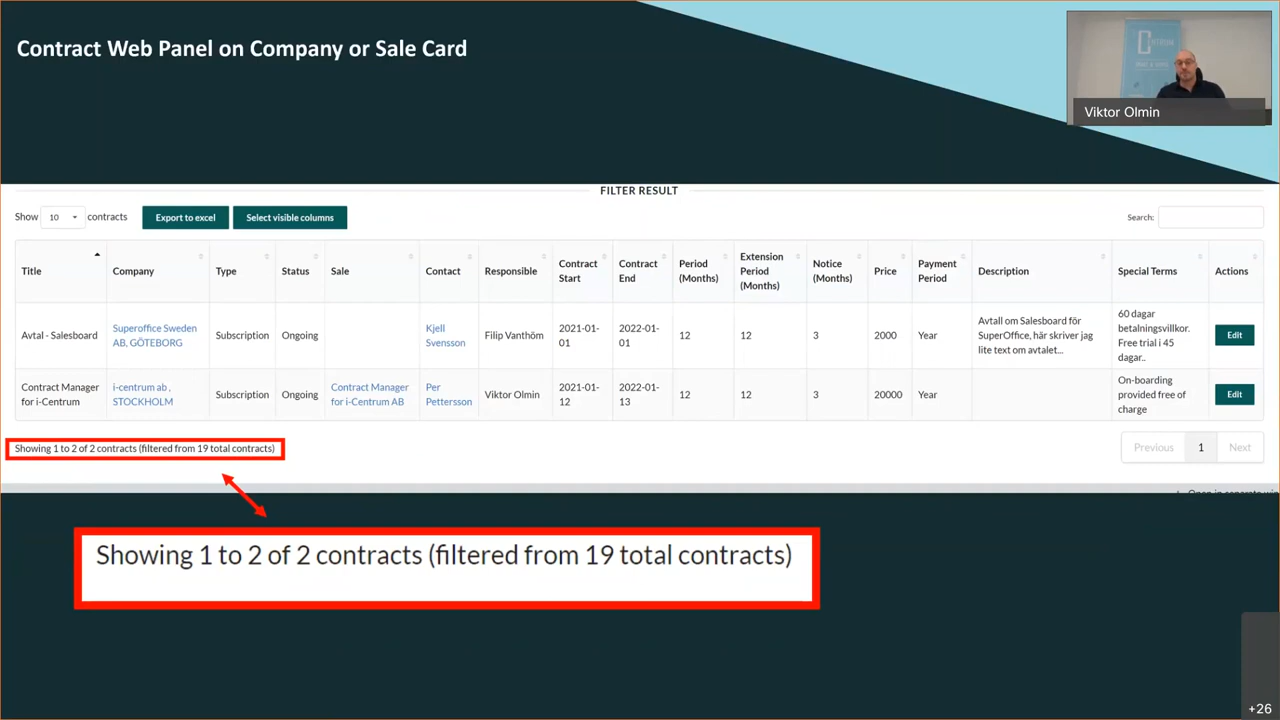 Contract Web Panel on Company or Sale Card
Viktor Olmin
FILTER RESULT
Show 10 contracts Export to excel Select visible columns Search:
Title Company Type Status Sale Contact Responsible Contract Start Contract End Period (Months) Extension Period (Months) Notice (Months) Price Payment Period Description Special Terms Actions
Avtal - Salesboard Superoffice Sweden AB, GÖTEBORG Subscription Ongoing Kjell Svensson Filip Vanthöm 2021-01-01 2022-01-01 12 12 3 2000 Year Avtall om Salesboard för SuperOffice, här skriver jag lite text om avtalet... 60 dagar betalningsvillkor. Free trial i 45 dagar.. Edit
Contract Manager for i-Centrum i-centrum ab , STOCKHOLM Subscription Ongoing Contract Manager for i-Centrum AB Per Pettersson Viktor Olmin 2021-01-12 2022-01-13 12 12 3 20000 Year On-boarding provided free of charge Edit
Showing 1 to 2 of 2 contracts (filtered from 19 total contracts)
Previous 1 Next
Showing 1 to 2 of 2 contracts (filtered from 19 total contracts)
+26